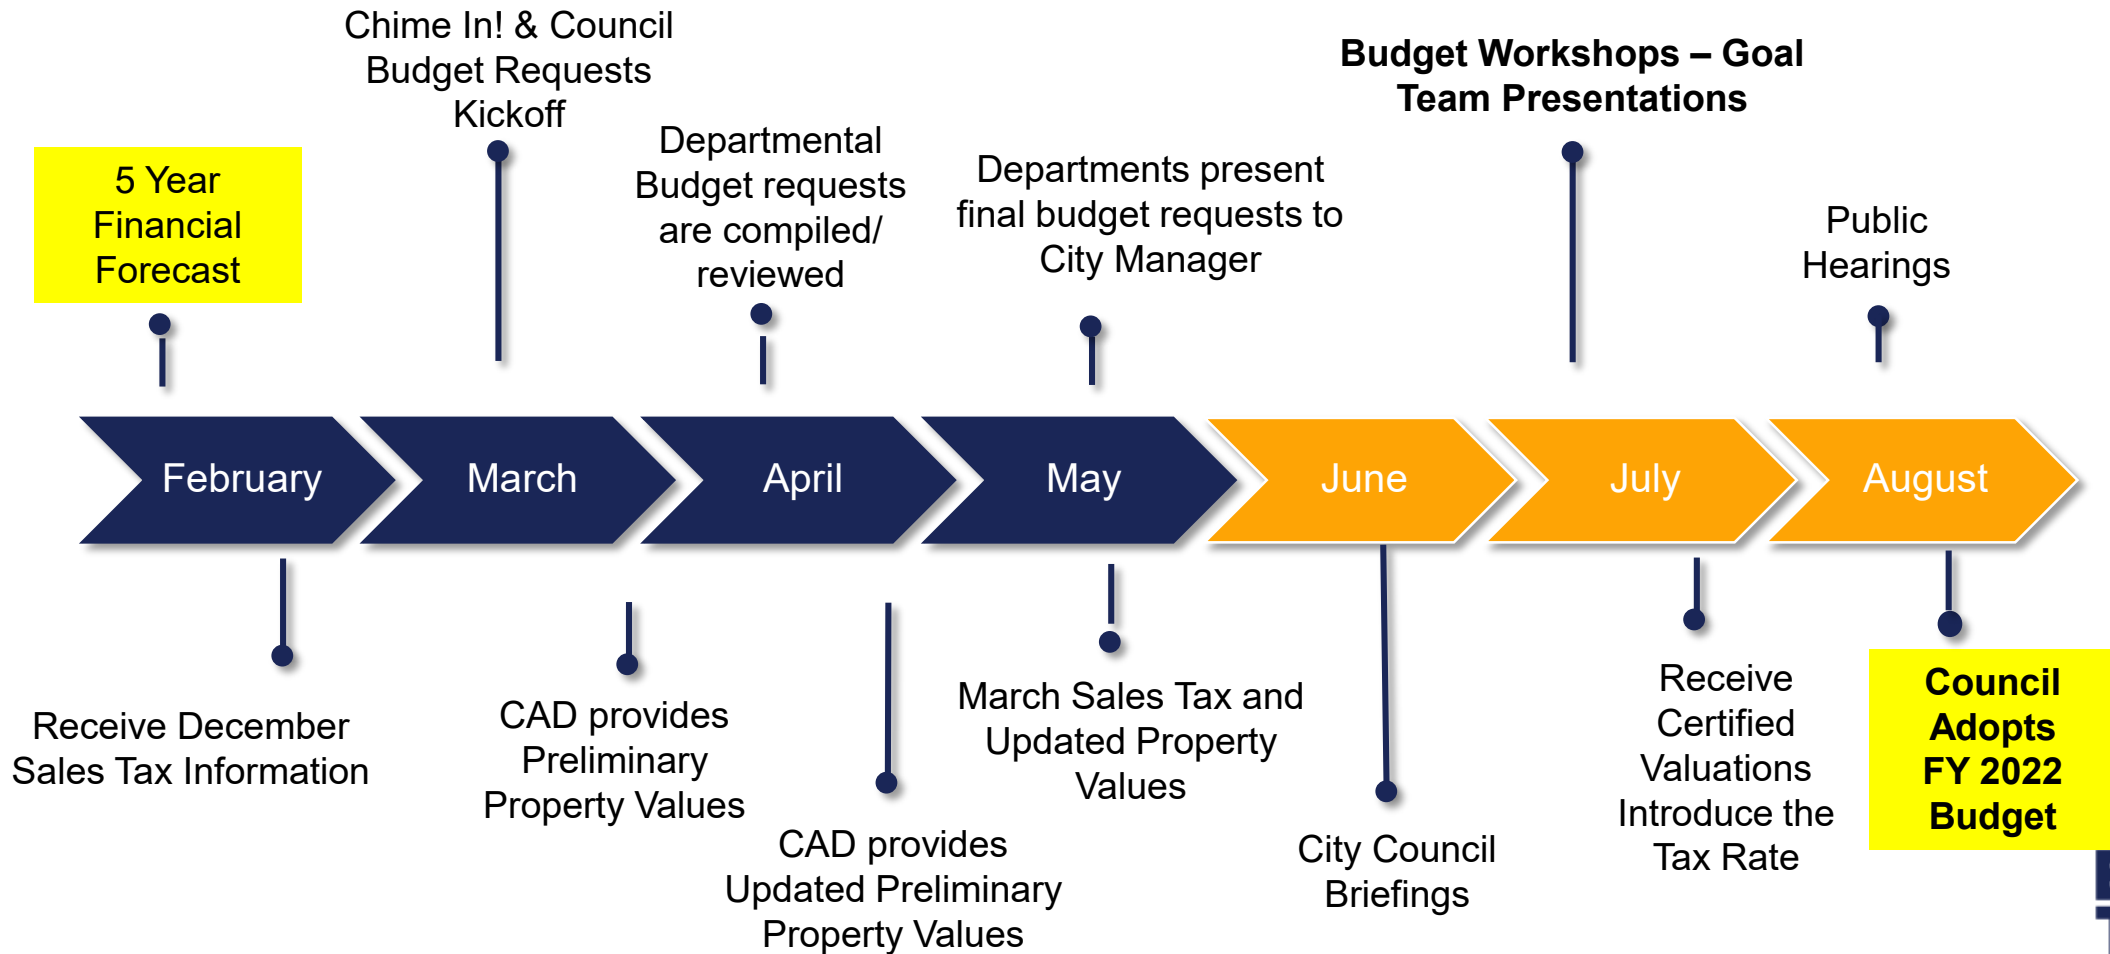 Chime In! & Council
Budget Requests
Kickoff
Budget Workshops – Goal
Team Presentations
5 Year
Financial
Forecast
Departmental
Budget requests
are compiled/
reviewed
Departments present
final budget requests to
City Manager
Public
Hearings
February
March
April
May
June
July
August
Receive December
Sales Tax Information
CAD provides
Preliminary
Property Values
CAD provides
Updated Preliminary
Property Values
March Sales Tax and
Updated Property
Values
City Council
Briefings
Receive
Certified
Valuations
Introduce the
Tax Rate
Council
Adopts
FY 2022
Budget